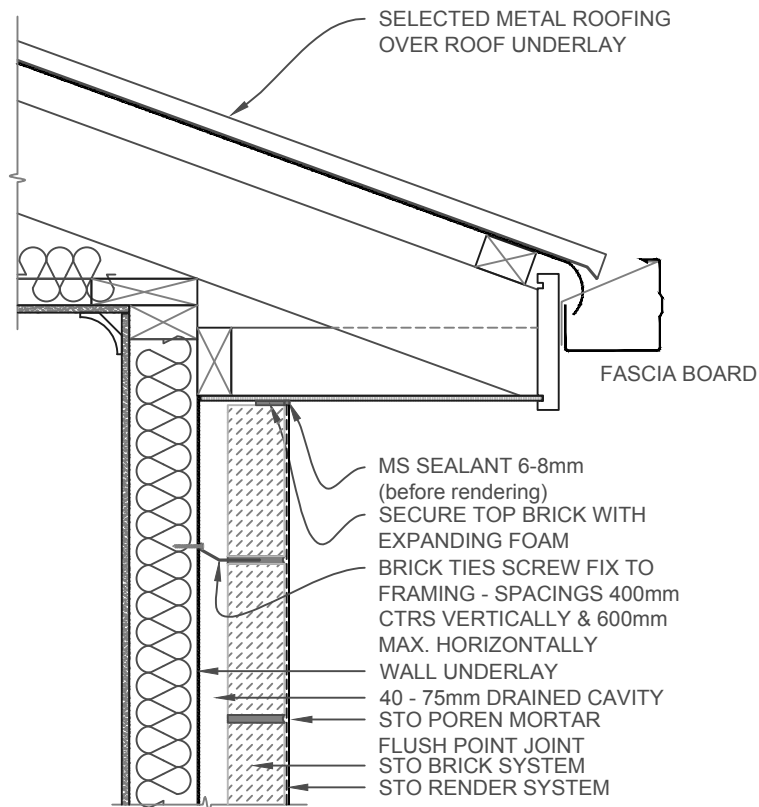 SELECTED METAL ROOFING
OVER ROOF UNDERLAY
FASCIA BOARD
MS SEALANT 6-8mm
(before rendering)
SECURE TOP BRICK WITH
EXPANDING FOAM
BRICK TIES SCREW FIX TO
FRAMING - SPACINGS 400mm
CTRS VERTICALLY & 600mm
MAX. HORIZONTALLY
WALL UNDERLAY
40 - 75mm DRAINED CAVITY
STO POREN MORTAR
FLUSH POINT JOINT
STO BRICK SYSTEM
STO RENDER SYSTEM